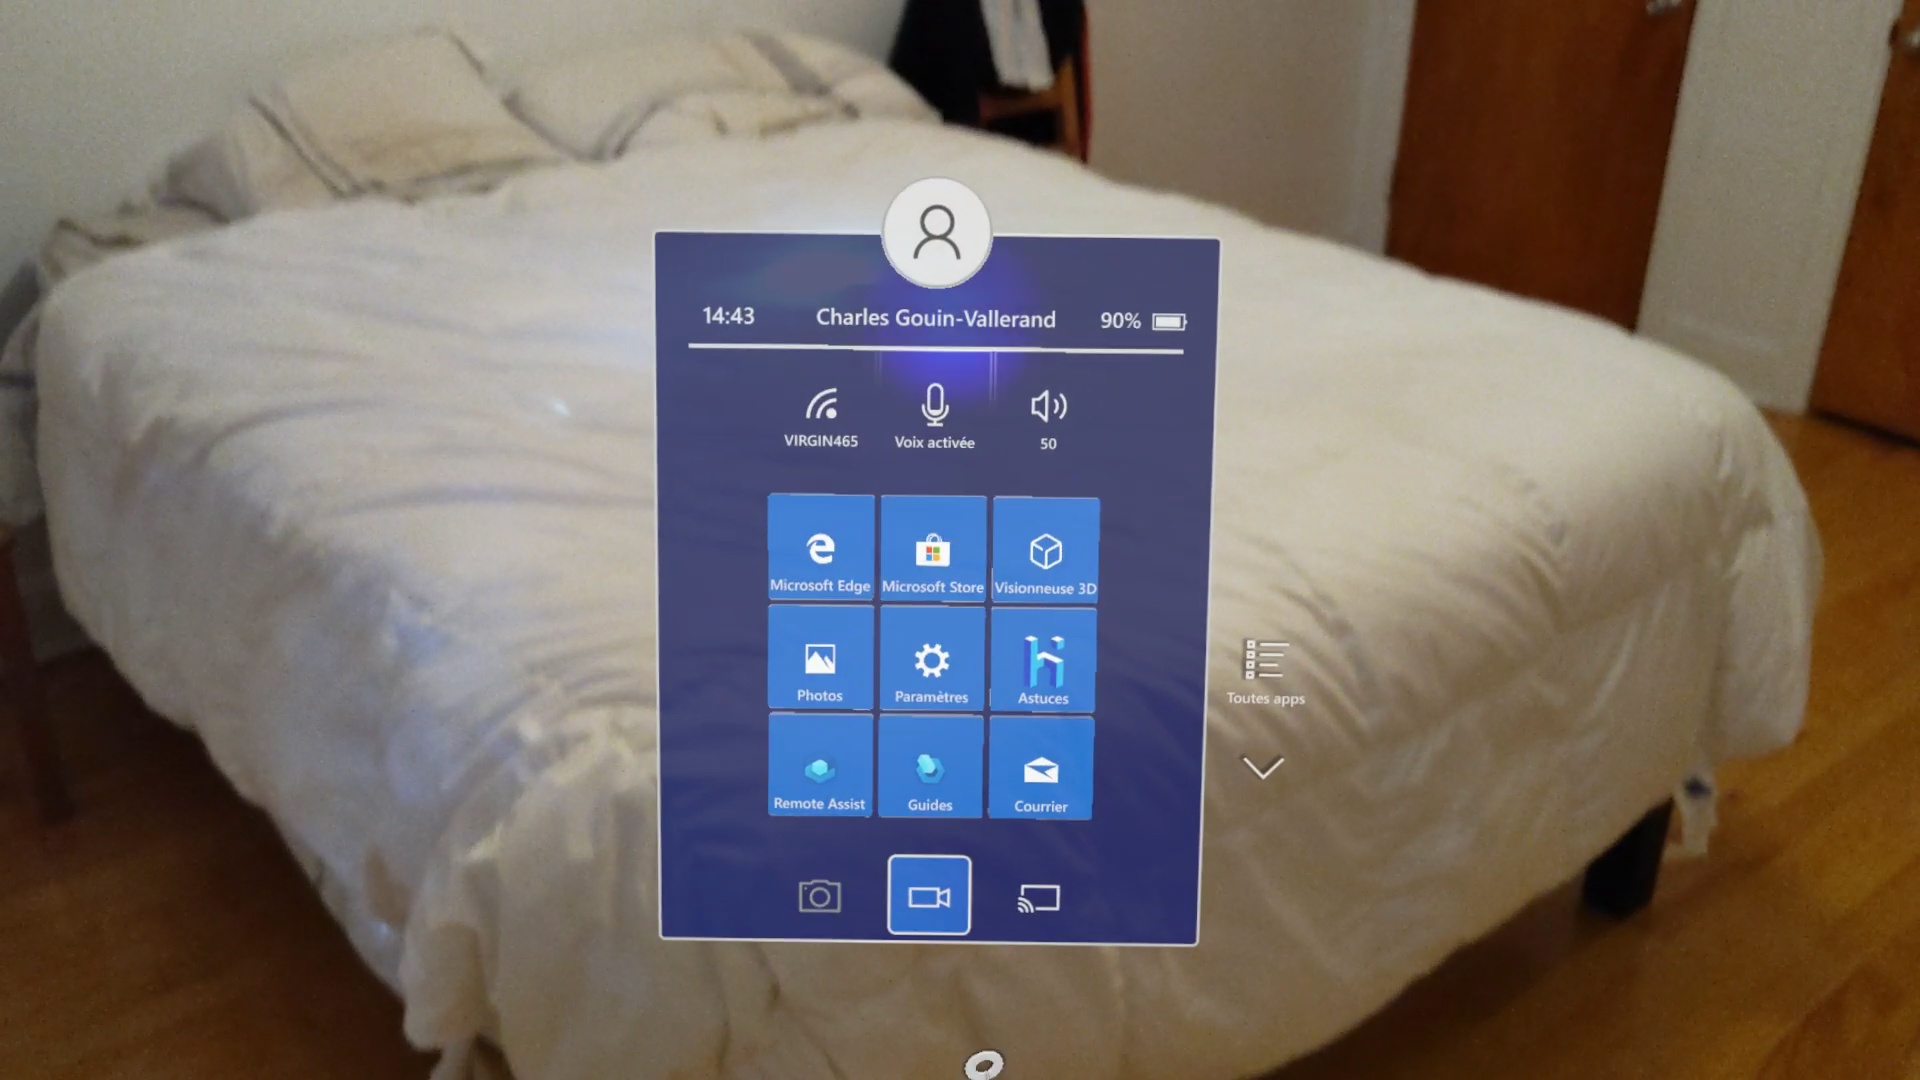 14:43
Charles Gouin-Vallerand
90%
VIRGIN465
Voix activée
50
Microsoft Edge
Microsoft Store
Visionneuse 3D
Photos
Paramètres
Astuces
Toutes apps
Remote Assist
Guides
Courrier